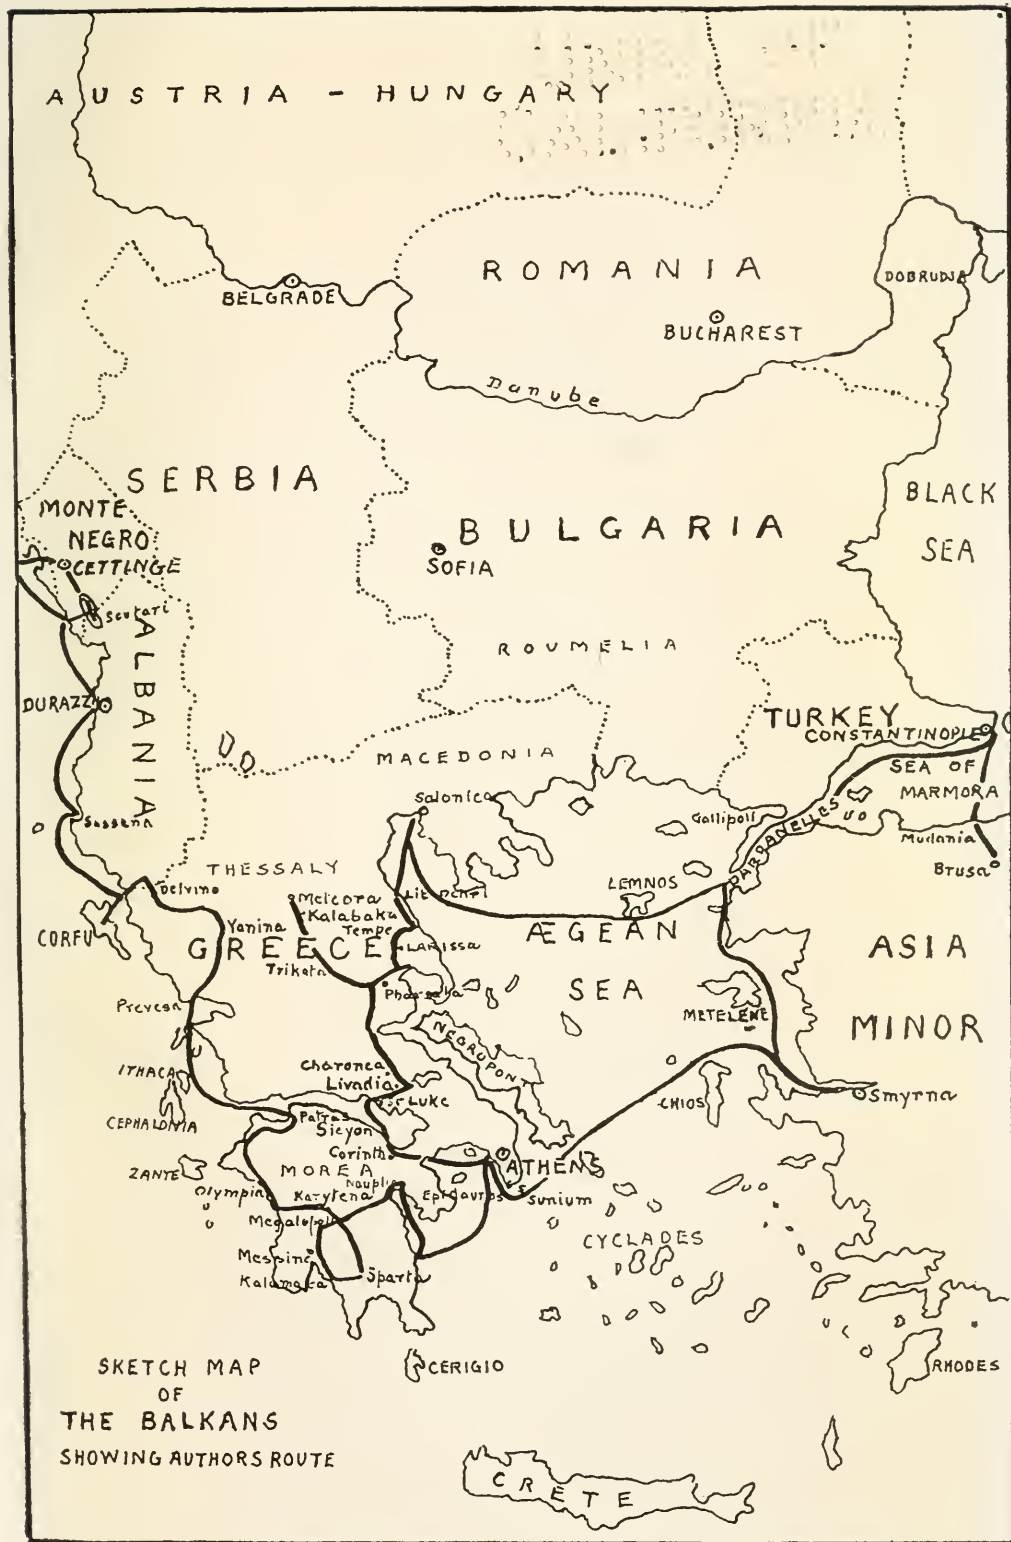 AUSTRIA - HUNGARY
ROMANIA
DOBRUDJA
BELGRADE
BUCHAREST
Danube
SERBIA
BLACK
SEA
MONTE
NEGRO
CETTINGE
BULGARIA
SOFIA
Scutari
ALBANIA
ROUMELIA
DURAZZO
TURKEY
CONSTANTINOPLE
MACEDONIA
SEA OF
MARMORA
Salonica
Gallipoli
DARDANELLES
Sassena
Mudania
Brusa
THESSALY
Delvino
Meteora
Kalabaka
Tempe
LEMNOS
CORFU
Yanina
GREECE
LARISSA
ÆGEAN
SEA
ASIA
MINOR
Trikata
Prevesa
METELENE
NEGROPONT
ITHACA
Charonea
Livadia
ST LUKE
CHIOS
Smyrna
CEPHALONIA
Patras
Sicyon
Corinth
ATHENS
ZANTE
MOREA
Nauplia
Olympia
Karytena
Epidauros
Sunium
Megalopoli
CYCLADES
Messine
Kalamata
Sparta
CERIGIO
RHODES
SKETCH MAP
OF
THE BALKANS
SHOWING AUTHORS ROUTE
CRETE